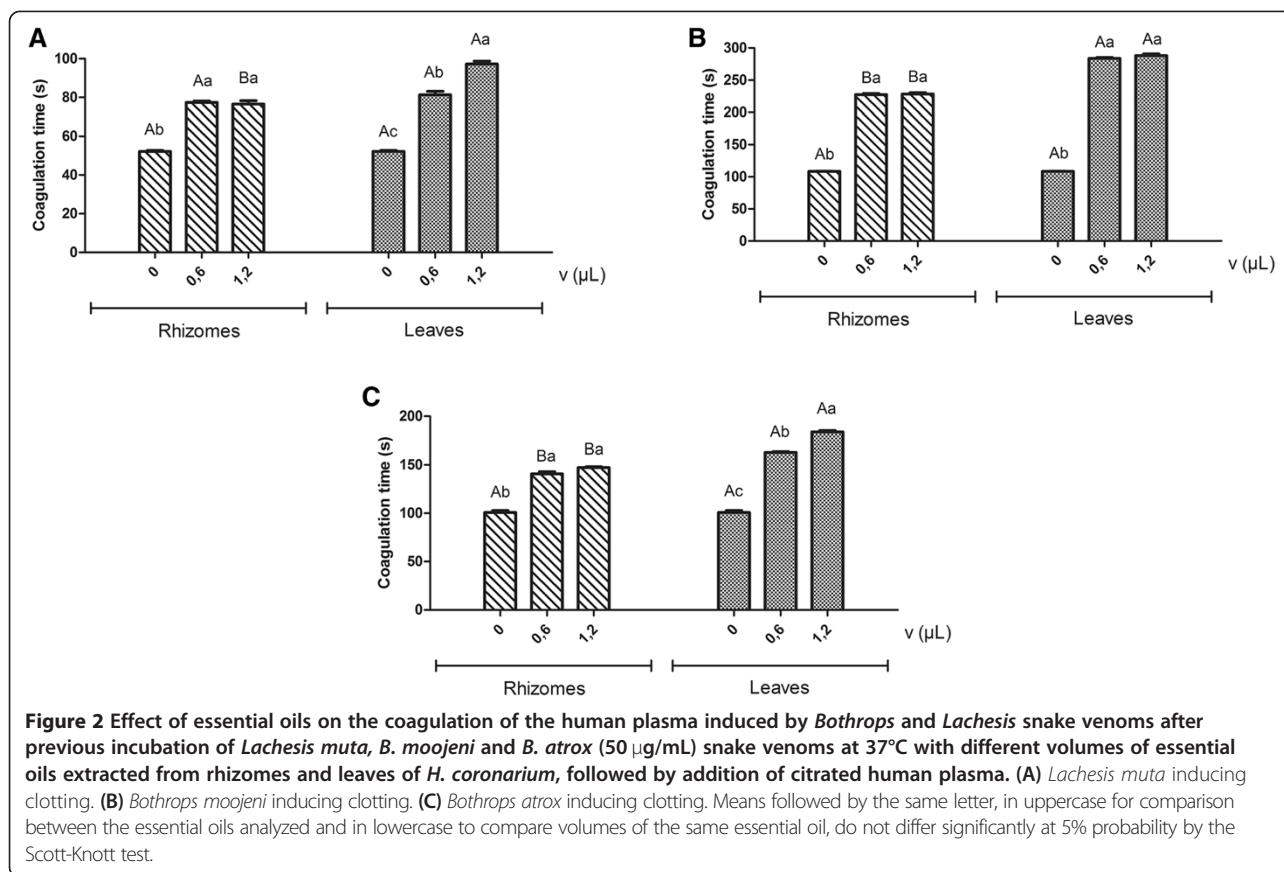 A
Coagulation time (s)
100
80
60
40
20
0
Ab
Aa
Ba
Ac
Ab
Aa
0
0,6
1,2
0
0,6
1,2
v (µL)
Rhizomes
Leaves
B
Coagulation time (s)
300
250
200
150
100
50
0
Ab
Ba
Ba
Ab
Aa
Aa
0
0,6
1,2
0
0,6
1,2
v (µL)
Rhizomes
Leaves
C
Coagulation time (s)
200
150
100
50
0
Ab
Ba
Ba
Ac
Ab
Aa
0
0,6
1,2
0
0,6
1,2
v (µL)
Rhizomes
Leaves
Figure 2 Effect of essential oils on the coagulation of the human plasma induced by Bothrops and Lachesis snake venoms after
previous incubation of Lachesis muta, B. moojeni and B. atrox (50 µg/mL) snake venoms at 37°C with different volumes of essential
oils extracted from rhizomes and leaves of H. coronarium, followed by addition of citrated human plasma. (A) Lachesis muta inducing
clotting. (B) Bothrops moojeni inducing clotting. (C) Bothrops atrox inducing clotting. Means followed by the same letter, in uppercase for comparison
between the essential oils analyzed and in lowercase to compare volumes of the same essential oil, do not differ significantly at 5% probability by the
Scott-Knott test.